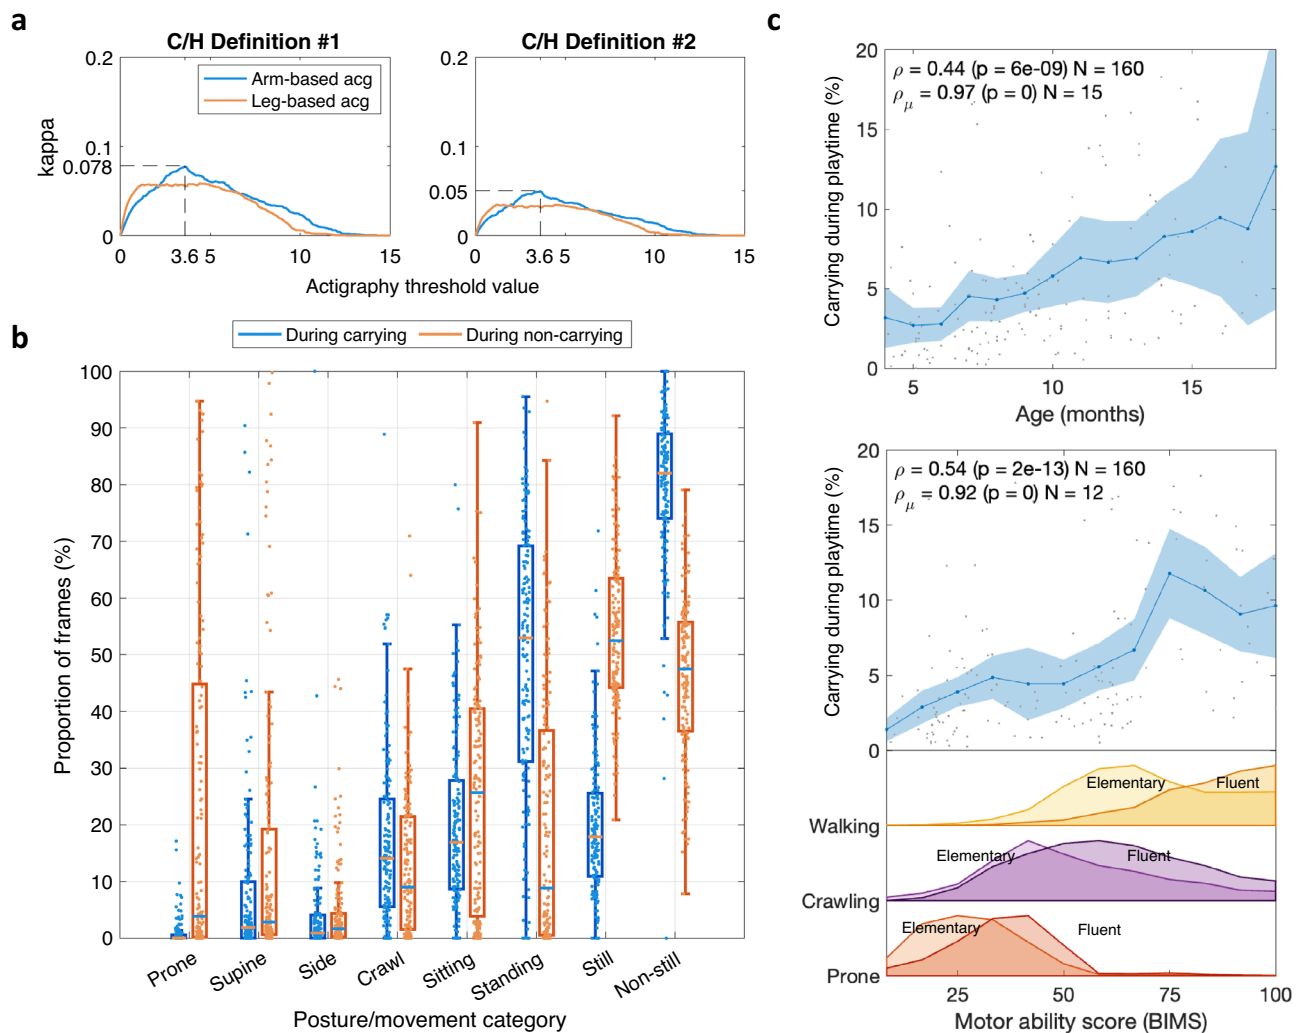 a
C/H Definition #1
C/H Definition #2
Arm-based acg
Leg-based acg
kappa
0.2
0.1
0.078
0
0 3.6 5 10 15
0.2
0.1
0.05
0
0 3.6 5 10 15
Actigraphy threshold value
b
During carrying
During non-carrying
Proportion of frames (%)
100
90
80
70
60
50
40
30
20
10
0
Prone
Supine
Side
Crawl
Sitting
Standing
Still
Non-still
Posture/movement category
c
Carrying during playtime (%)
ρ = 0.44 (p = 6e-09) N = 160
ρμ = 0.97 (p = 0) N = 15
20
15
10
5
0
5 10 15
Age (months)
Carrying during playtime (%)
ρ = 0.54 (p = 2e-13) N = 160
ρμ = 0.92 (p = 0) N = 12
20
15
10
5
0
Elementary
Fluent
Walking
Elementary
Fluent
Crawling
Elementary
Fluent
Prone
25 50 75 100
Motor ability score (BIMS)